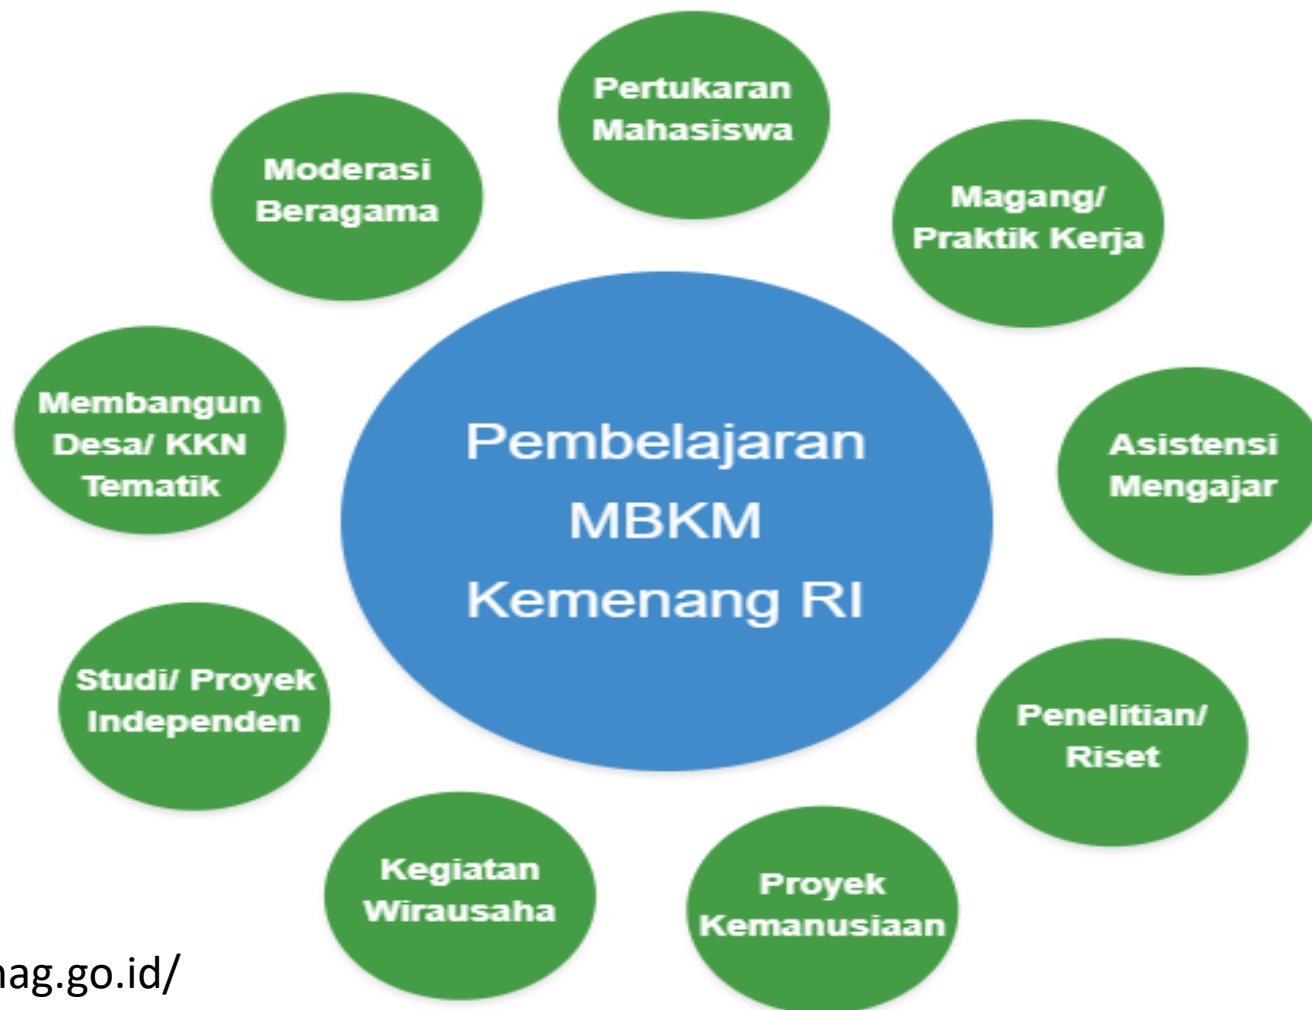 Pertukaran
Mahasiswa
Moderasi
Beragama
Magang/
Praktik Kerja
Membangun
Desa/ KKN
Tematik
Pembelajaran
MBKM
Kemenang RI
Asistensi
Mengajar
Studi/ Proyek
Independen
Penelitian/
Riset
Kegiatan
Wirausaha
Proyek
Kemanusiaan
nag.go.id/